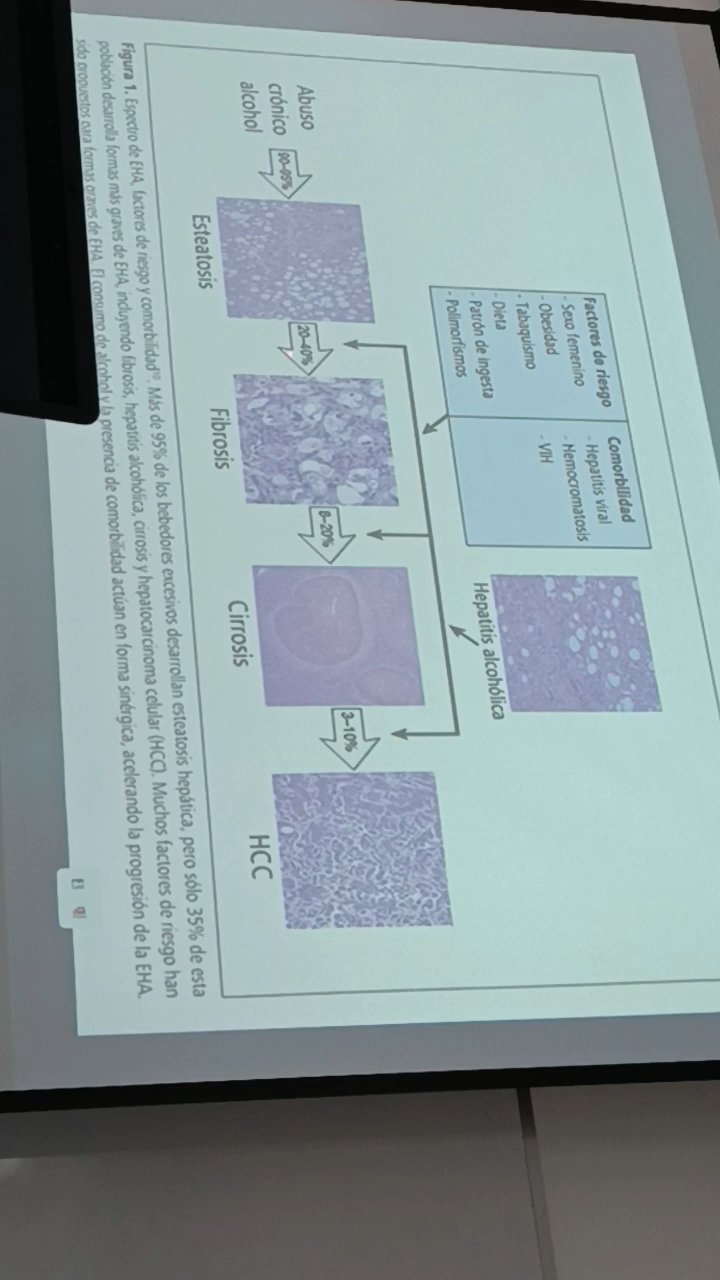 Factores de riesgo
- Sexo femenino
- Obesidad
- Tabaquismo
- Dieta
- Patrón de ingesta
- Polimorfismos
Comorbilidad
- Hepatitis viral
- Hemocromatosis
- VIH
Hepatitis alcohólica
Abuso
crónico
alcohol
90-95%
Esteatosis
20-40%
Fibrosis
8-20%
Cirrosis
3-10%
HCC
Figura 1. Espectro de EHA, factores de riesgo y comorbilidad. Más de 95% de los bebedores excesivos desarrollan esteatosis hepática, pero sólo 35% de esta
población desarrolla formas más graves de EHA, incluyendo fibrosis, hepatitis alcohólica, cirrosis y hepatocarcinoma celular (HCC). Muchos factores de riesgo han
sido propuestos para formas graves de EHA. El consumo de alcohol y la presencia de comorbilidad actúan en forma sinérgica, acelerando la progresión de la EHA.